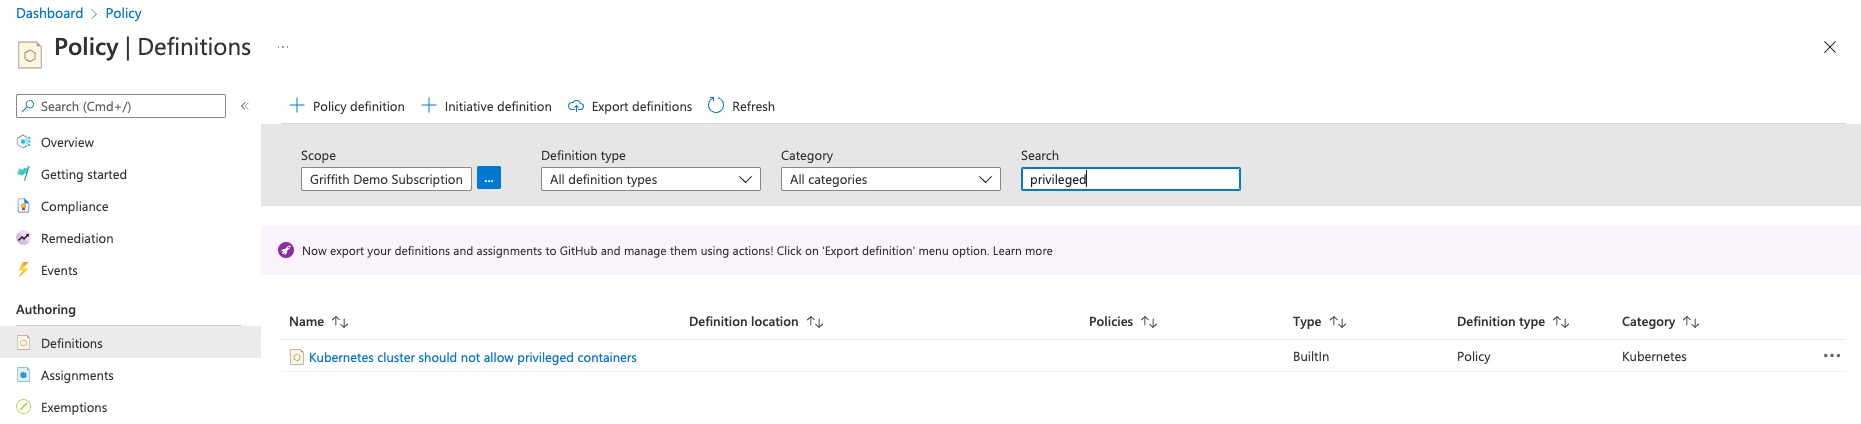 Dashboard > Policy
Policy | Definitions ...
Search (Cmd+/) «
Overview
Getting started
Compliance
Remediation
Events
Authoring
Definitions
Assignments
Exemptions
+ Policy definition + Initiative definition Export definitions Refresh
Scope Definition type Category Search
Griffith Demo Subscription ... All definition types All categories privileged
Now export your definitions and assignments to GitHub and manage them using actions! Click on 'Export definition' menu option. Learn more
Name ↑↓ Definition location ↑↓ Policies ↑↓ Type ↑↓ Definition type ↑↓ Category ↑↓
Kubernetes cluster should not allow privileged containers BuiltIn Policy Kubernetes ...